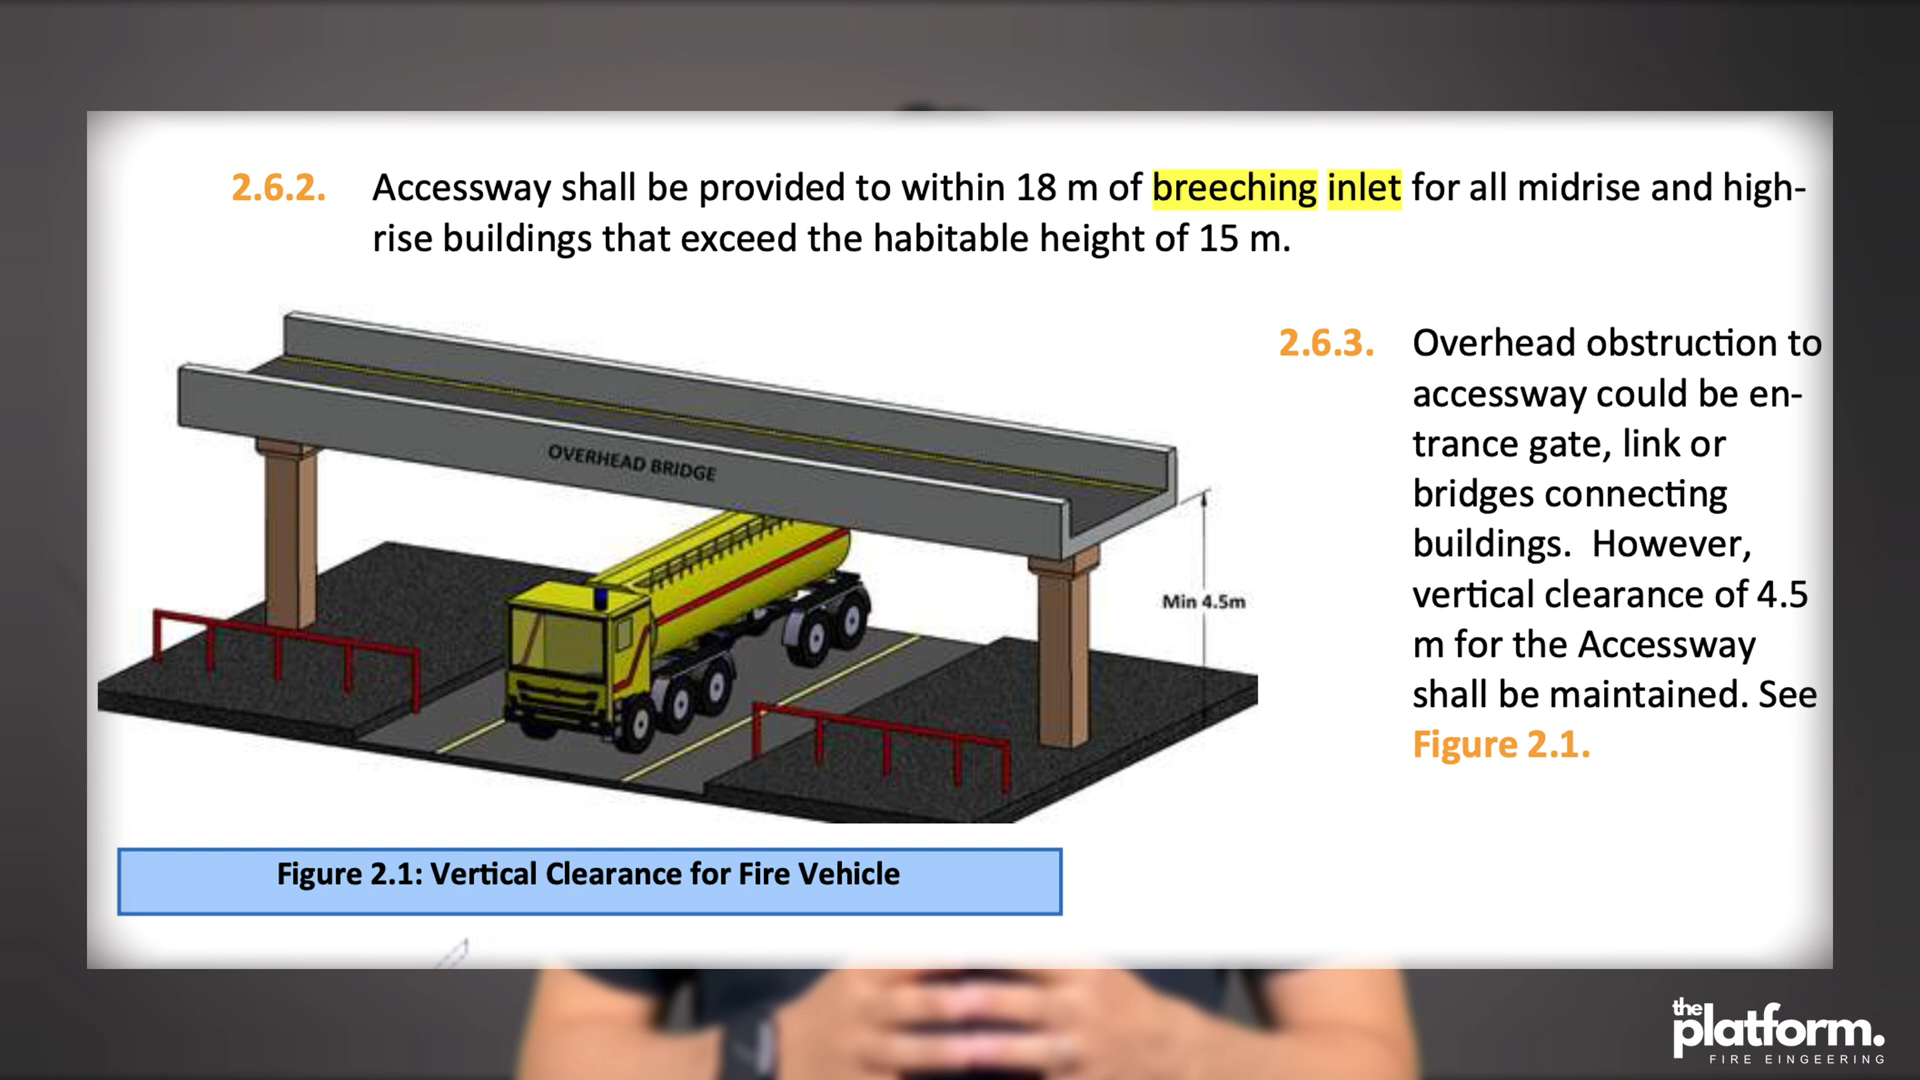 2.6.2. Accessway shall be provided to within 18 m of breeching inlet for all midrise and high-
rise buildings that exceed the habitable height of 15 m.
OVERHEAD BRIDGE
Min 4.5m
2.6.3. Overhead obstruction to
accessway could be en-
trance gate, link or
bridges connecting
buildings. However,
vertical clearance of 4.5
m for the Accessway
shall be maintained. See
Figure 2.1.
Figure 2.1: Vertical Clearance for Fire Vehicle
the
platform.
FIRE EINGEERING